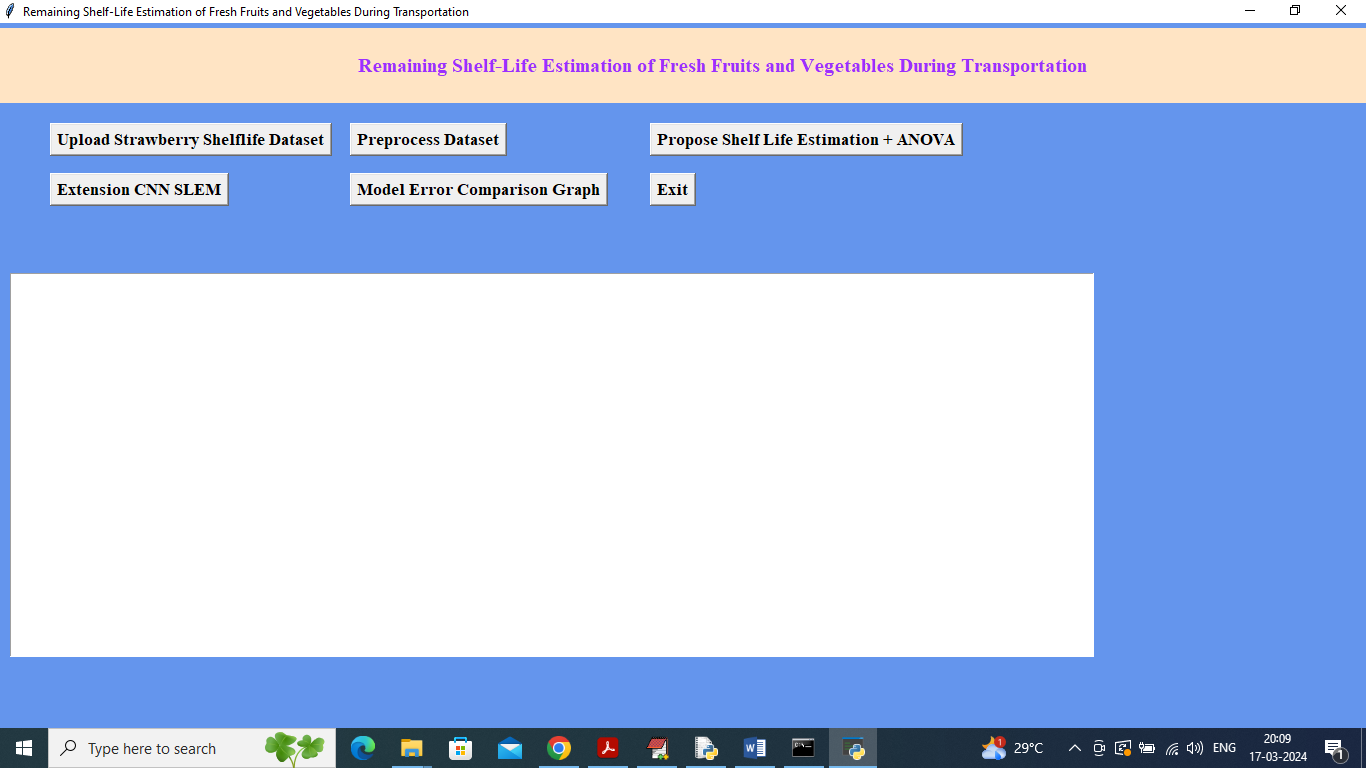 Remaining Shelf-Life Estimation of Fresh Fruits and Vegetables During Transportation
Remaining Shelf-Life Estimation of Fresh Fruits and Vegetables During Transportation
Upload Strawberry Shelflife Dataset Preprocess Dataset Propose Shelf Life Estimation + ANOVA
Extension CNN SLEM Model Error Comparison Graph Exit
Type here to search 1 29°C ENG 20:09
17-03-2024 1